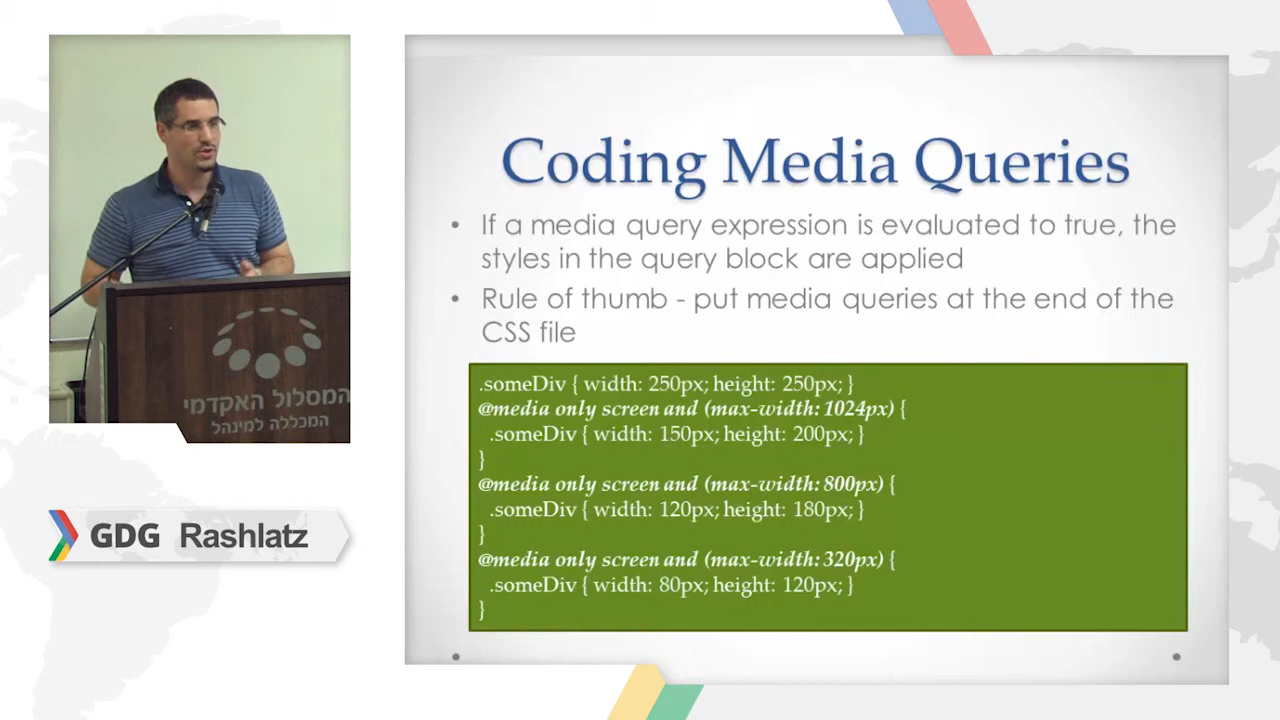 Coding Media Queries
• If a media query expression is evaluated to true, the
styles in the query block are applied
• Rule of thumb - put media queries at the end of the
CSS file
.someDiv { width: 250px; height: 250px; }
@media only screen and (max-width: 1024px) {
.someDiv { width: 150px; height: 200px; }
}
@media only screen and (max-width: 800px) {
.someDiv { width: 120px; height: 180px; }
}
@media only screen and (max-width: 320px) {
.someDiv { width: 80px; height: 120px; }
}
המסלול האקדמי
המכללה למינהל
GDG Rashlatz